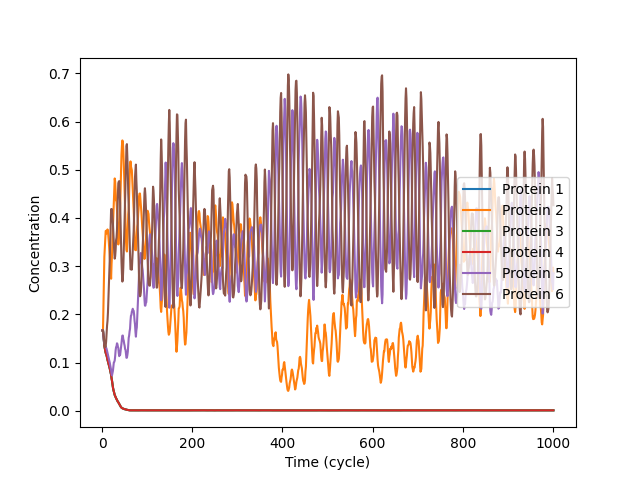 0.7
0.6
0.5
0.4
0.3
0.2
0.1
0.0
Concentration
0
200
400
600
800
1000
Time (cycle)
Protein 1
Protein 2
Protein 3
Protein 4
Protein 5
Protein 6